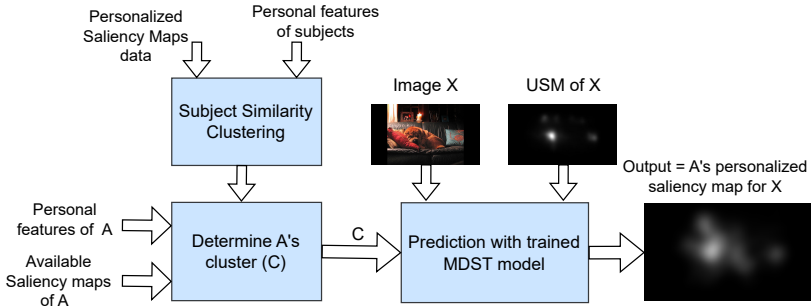 Personalized
Saliency Maps
data
Personal features
of subjects
Subject Similarity
Clustering
Image X
USM of X
Output = A's personalized
saliency map for X
Personal
features of A
Determine A's
cluster (C)
C
Prediction with trained
MDST model
Available
Saliency maps
of A